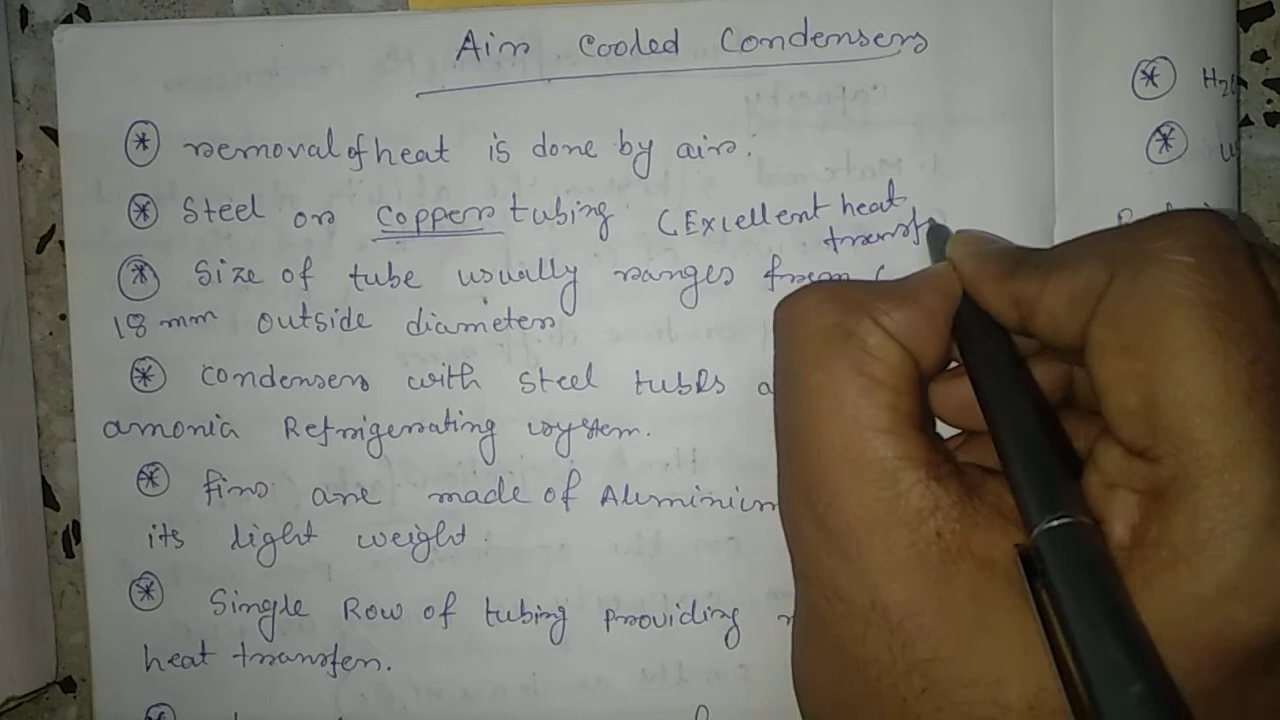 Air Cooled Condensers
* removal of heat is done by air.
* Steel or copper tubing (Excellent heat
transf
* Size of tube usually ranges from
18 mm outside diameter
* Condensers with steel tubes
amonia Refrigerating system.
* fins are made of Aluminium
its light weight.
* Single Row of tubing Providing
heat transfer.
* H2
*